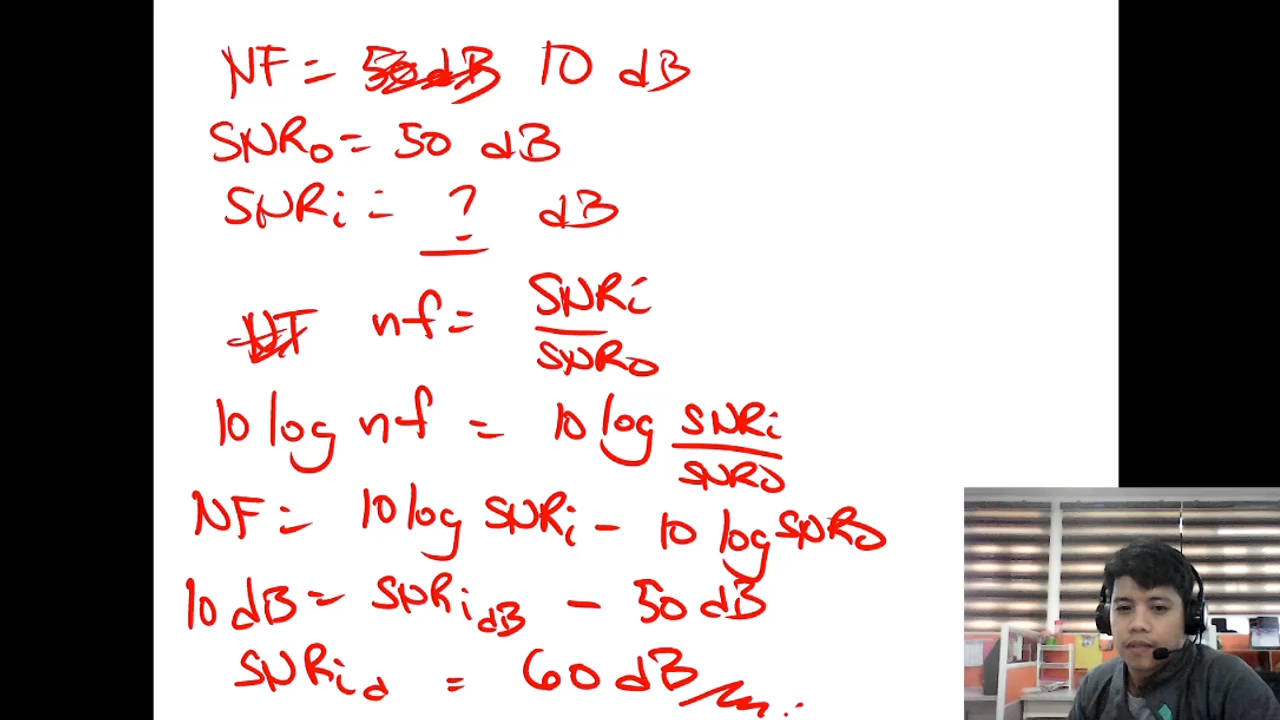 NF = 10 dB
SNRo = 50 dB
SNRi = ? dB
nf = SNRi / SNRo
10 log nf = 10 log SNRi / SNRo
NF = 10 log SNRi - 10 log SNRo
10 dB = SNRi dB - 50 dB
SNRi d = 60 dB